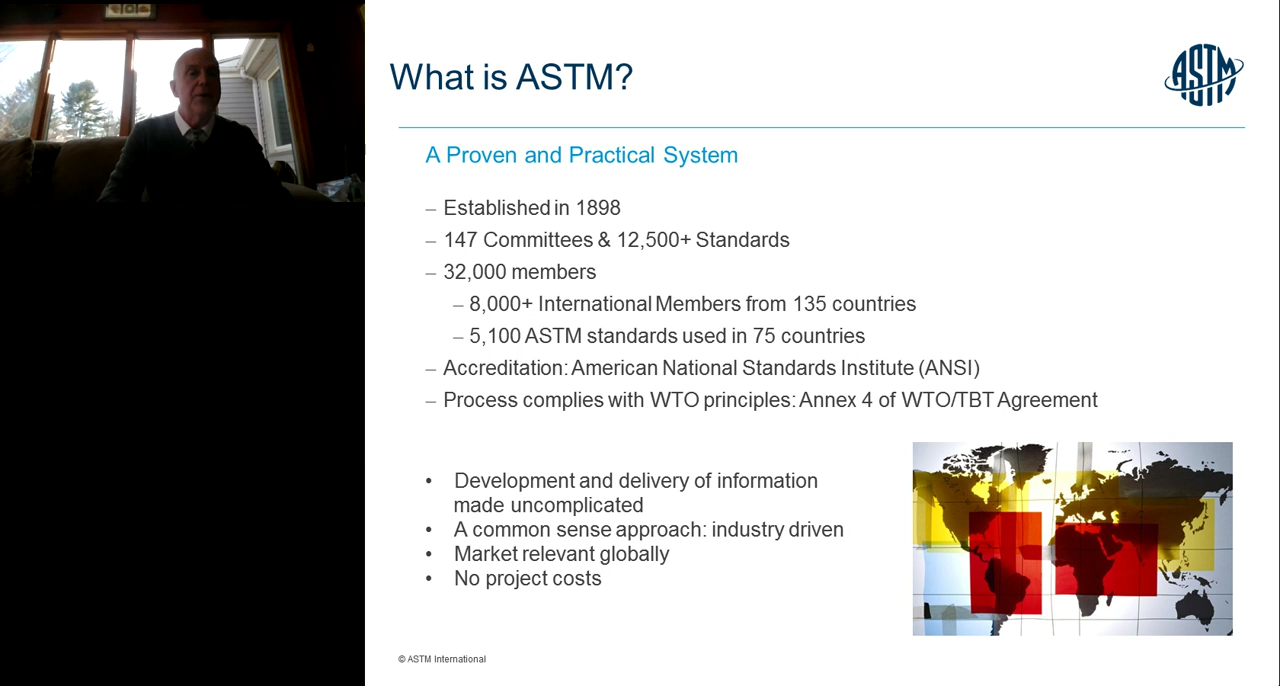 What is ASTM?
ASTM
A Proven and Practical System
– Established in 1898
– 147 Committees & 12,500+ Standards
– 32,000 members
– 8,000+ International Members from 135 countries
– 5,100 ASTM standards used in 75 countries
– Accreditation: American National Standards Institute (ANSI)
– Process complies with WTO principles: Annex 4 of WTO/TBT Agreement
• Development and delivery of information
made uncomplicated
• A common sense approach: industry driven
• Market relevant globally
• No project costs
© ASTM International